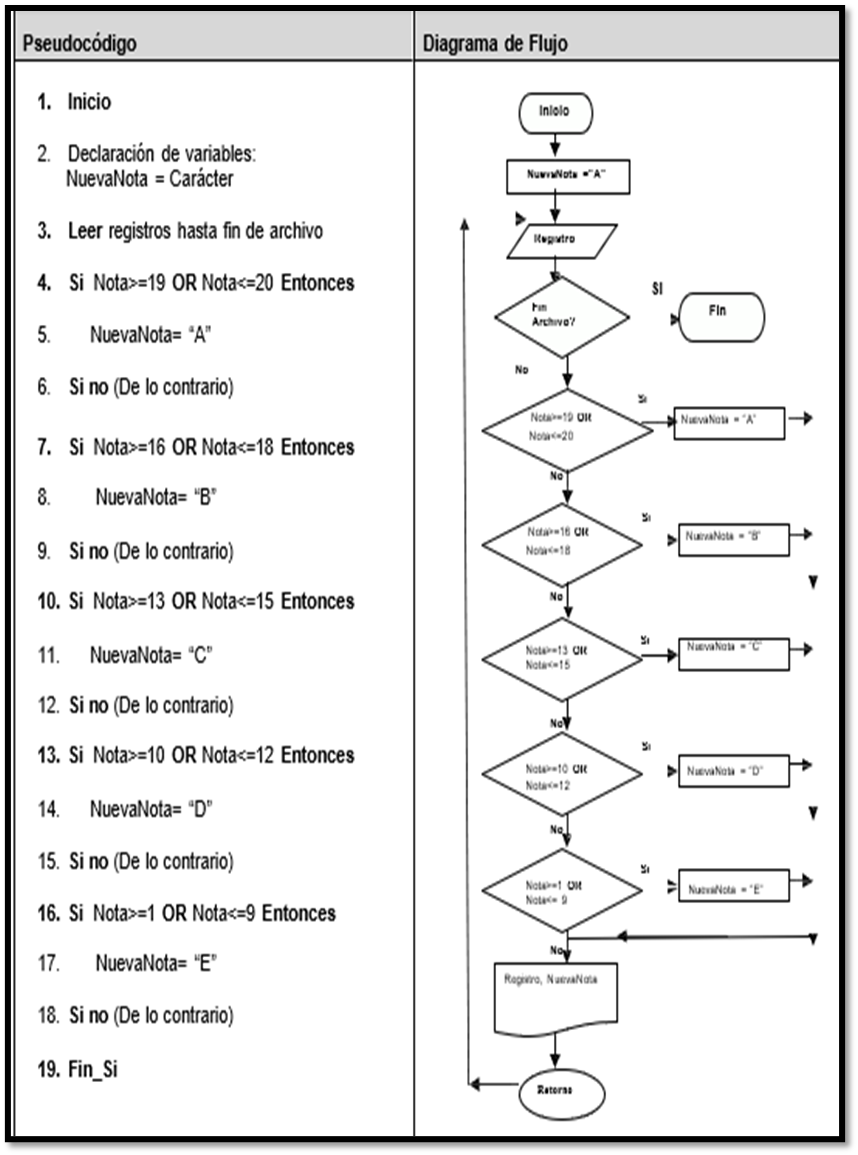 Pseudocódigo
1. Inicio
2. Declaración de variables:
NuevaNota = Carácter
3. Leer registros hasta fin de archivo
4. Si Nota>=19 OR Nota<=20 Entonces
5. NuevaNota= “A”
6. Si no (De lo contrario)
7. Si Nota>=16 OR Nota<=18 Entonces
8. NuevaNota= “B”
9. Si no (De lo contrario)
10. Si Nota>=13 OR Nota<=15 Entonces
11. NuevaNota= “C”
12. Si no (De lo contrario)
13. Si Nota>=10 OR Nota<=12 Entonces
14. NuevaNota= “D”
15. Si no (De lo contrario)
16. Si Nota>=1 OR Nota<=9 Entonces
17. NuevaNota= “E”
18. Si no (De lo contrario)
19. Fin_Si
Diagrama de Flujo
Inicio
NuevaNota ="A"
Registro
Fin
Archivo?
SI
Fin
No
Nota>=19 OR
Nota<=20
Si
NuevaNota = "A"
No
Nota>=16 OR
Nota<=18
Si
NuevaNota = "B"
No
Nota>=13 OR
Nota<=15
Si
NuevaNota = "C"
No
Nota>=10 OR
Nota<=12
Si
NuevaNota = "D"
No
Nota>=1 OR
Nota<= 9
Si
NuevaNota = "E"
No
Registro, NuevaNota
Retorno